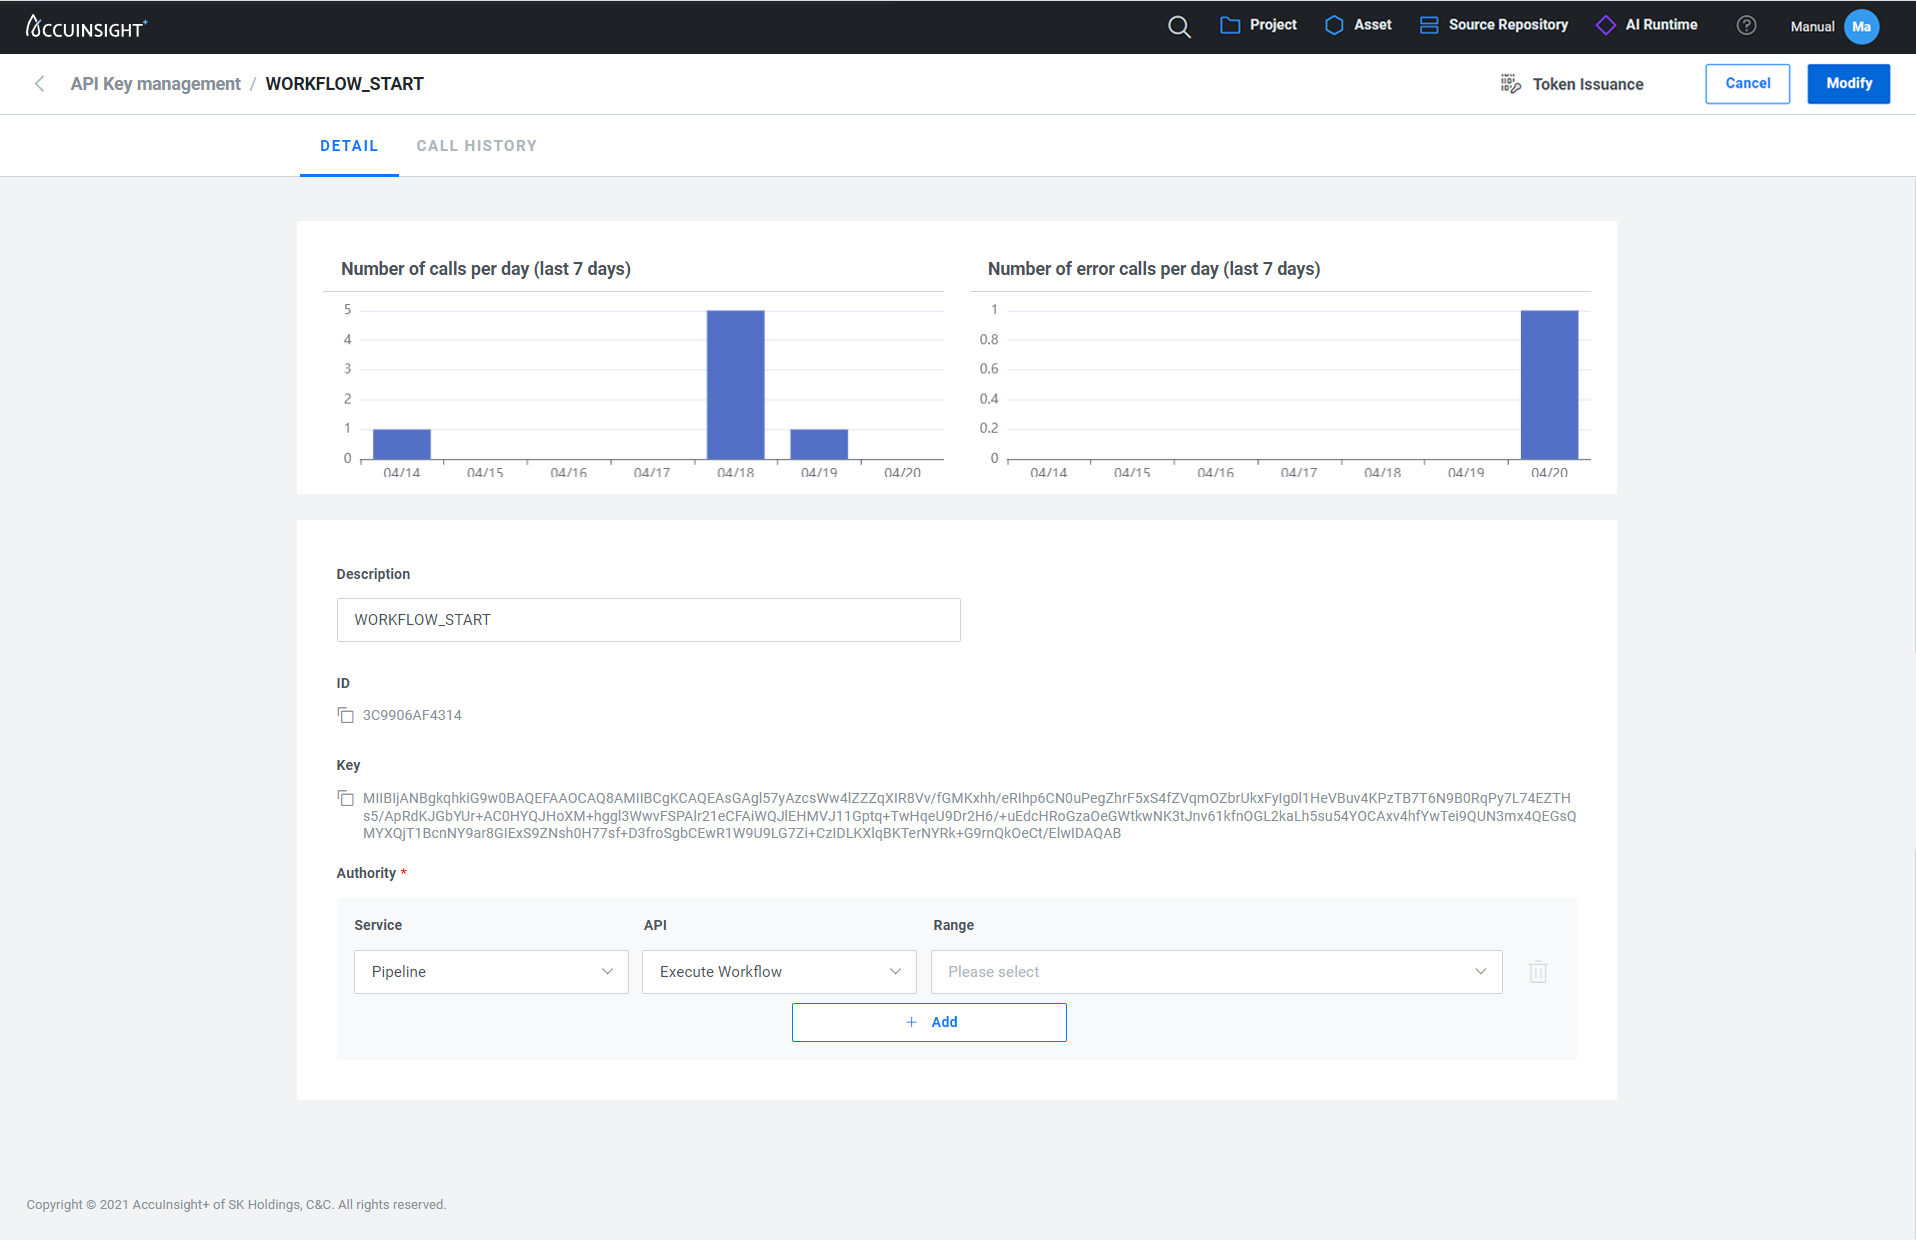 ACCUINSIGHT+
Project
Asset
Source Repository
AI Runtime
?
Manual
Ma
API Key management / WORKFLOW_START
Token Issuance
Cancel
Modify
DETAIL
CALL HISTORY
Number of calls per day (last 7 days)
5
4
3
2
1
0
04/14 04/15 04/16 04/17 04/18 04/19 04/20
Number of error calls per day (last 7 days)
1
0.8
0.6
0.4
0.2
0
04/14 04/15 04/16 04/17 04/18 04/19 04/20
Description
WORKFLOW_START
ID
3C9906AF4314
Key
MIIBIjANBgkqhkiG9w0BAQEFAAOCAQ8AMIIBCgKCAQEAsGAgl57yAzcsWw4lZZZqXIR8Vv/fGMKxhh/eRIhp6CN0uPegZhrF5xS4fZVqmOZbrUkxFyIg0l1HeVBuv4KPzTB7T6N9B0RqPy7L74EZTH
s5/ApRdKJGbYUr+AC0HYQJHoXM+hggl3WwvFSPAlr21eCFAiWQJlEHMVJ11Gptq+TwHqeU9Dr2H6/+uEdcHRoGzaOeGWtkwNK3tJnv61kfnOGL2kaLh5su54YOCAxv4hfYwTei9QUN3mx4QEGsQ
MYXQjT1BcnNY9ar8GIExS9ZNsh0H77sf+D3froSgbCEwR1W9U9LG7Zi+CzIDLKXlqBKTerNYRk+G9rnQkOeCt/ElwIDAQAB
Authority *
Service
API
Range
Pipeline
Execute Workflow
Please select
+ Add
Copyright © 2021 AccuInsight+ of SK Holdings, C&C. All rights reserved.